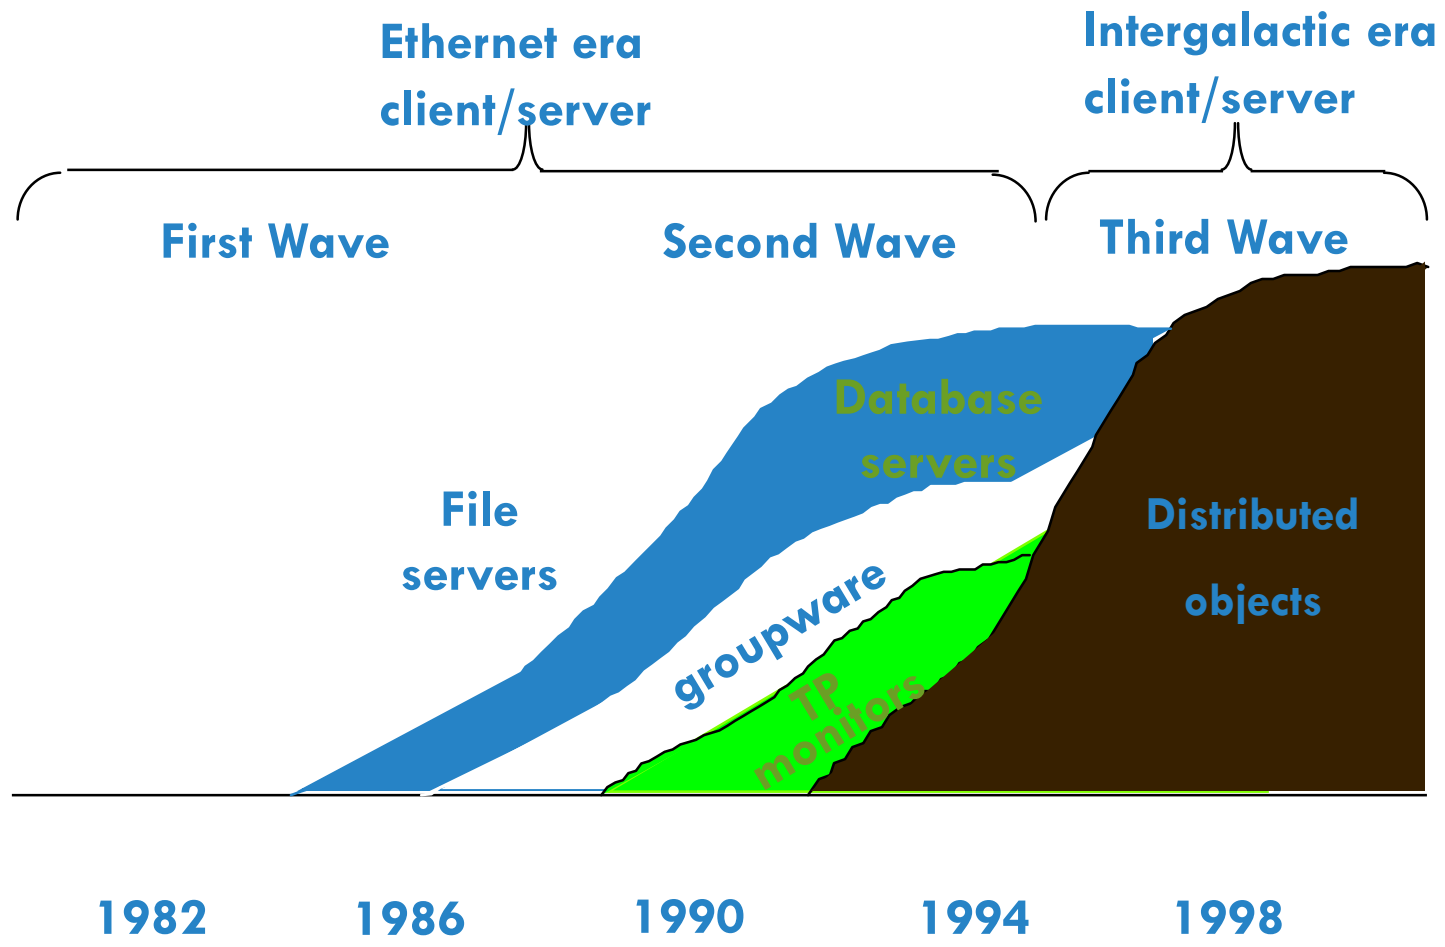 Ethernet era
client/server
Intergalactic era
client/server
First Wave
Second Wave
Third Wave
Database
servers
File
servers
Distributed
objects
groupware
TP
monitors
1982
1986
1990
1994
1998